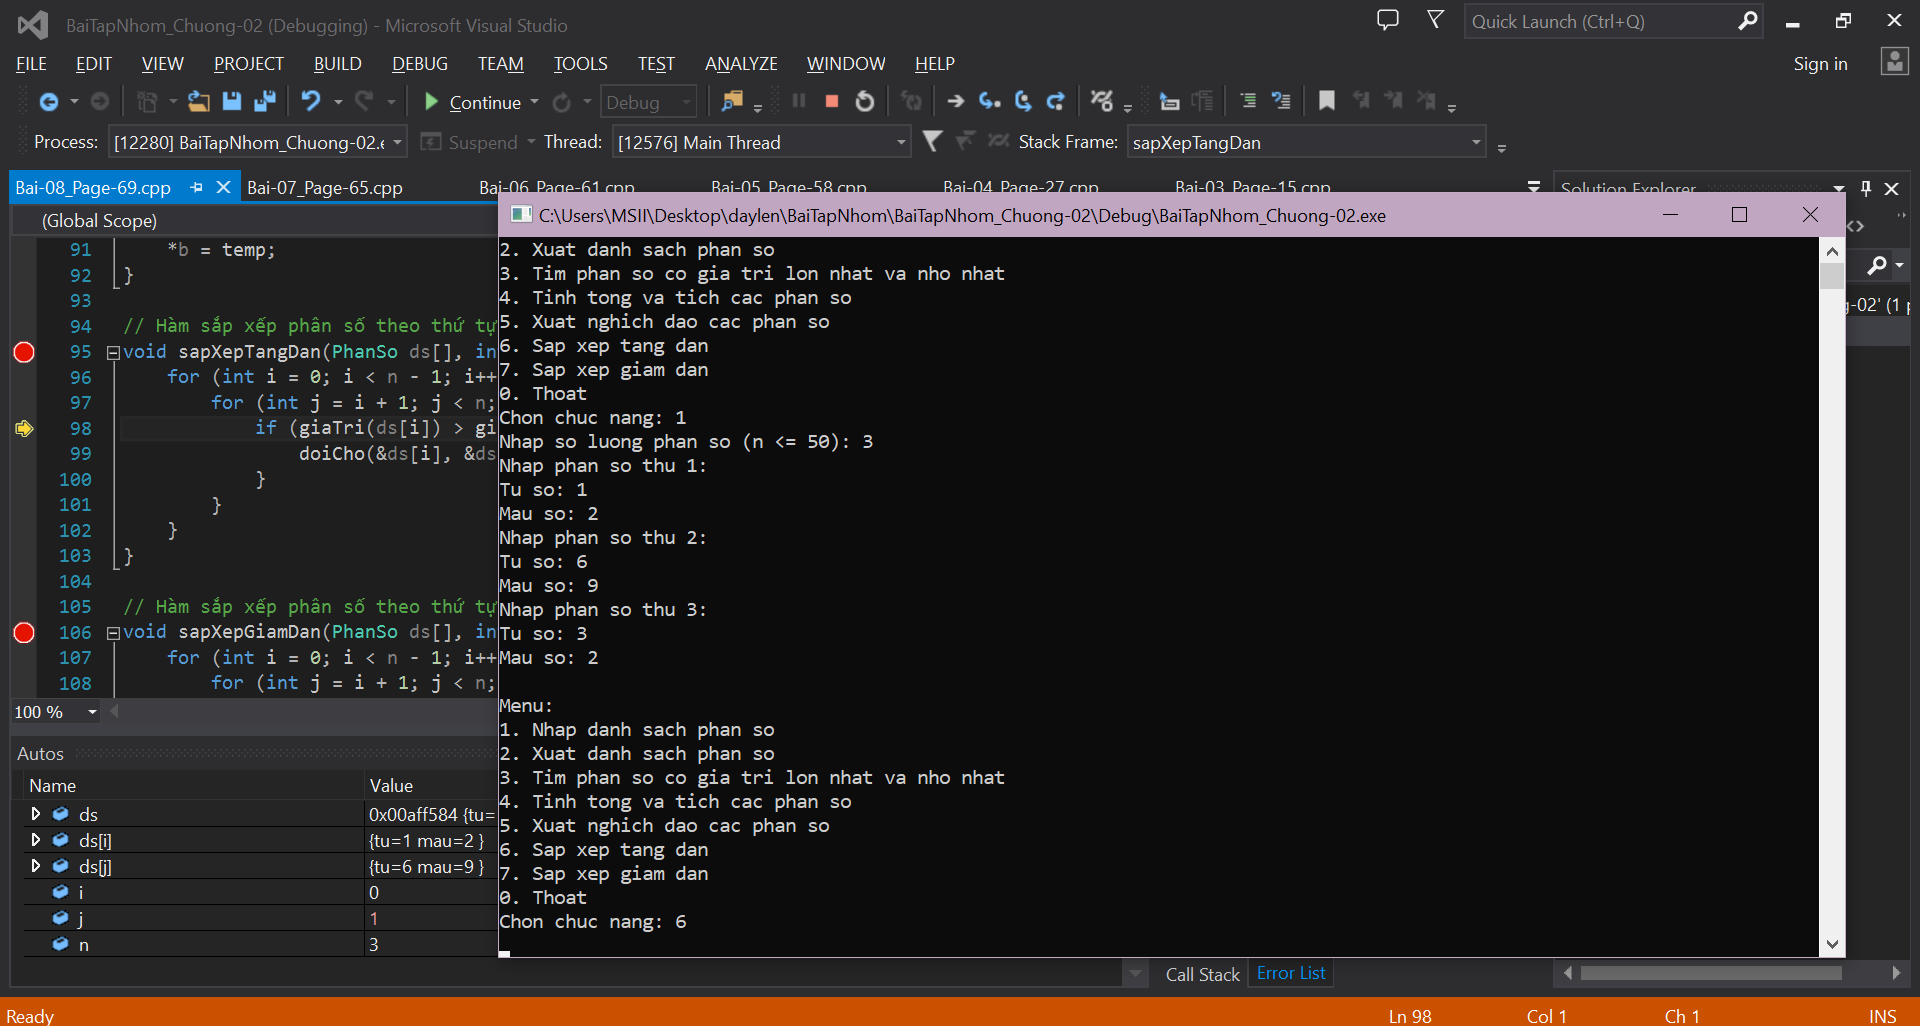 BaiTapNhom_Chuong-02 (Debugging) - Microsoft Visual Studio
Quick Launch (Ctrl+Q)
FILE EDIT VIEW PROJECT BUILD DEBUG TEAM TOOLS TEST ANALYZE WINDOW HELP
Sign in
Continue
Debug
Process: [12280] BaiTapNhom_Chuong-02.e
Suspend
Thread: [12576] Main Thread
Stack Frame: sapXepTangDan
Bai-08_Page-69.cpp
Bai-07_Page-65.cpp
Bai-06_Page-61.cpp
Bai-05_Page-58.cpp
Bai-04_Page-27.cpp
Bai-03_Page-15.cpp
Solution Explorer
(Global Scope)
91 *b = temp;
92 }
93
94 // Hàm sắp xếp phân số theo thứ tự
95 void sapXepTangDan(PhanSo ds[], in
96 for (int i = 0; i < n - 1; i++
97 for (int j = i + 1; j < n;
98 if (giaTri(ds[i]) > gi
99 doiCho(&ds[i], &ds
100 }
101 }
102 }
103 }
104
105 // Hàm sắp xếp phân số theo thứ tự
106 void sapXepGiamDan(PhanSo ds[], in
107 for (int i = 0; i < n - 1; i++
108 for (int j = i + 1; j < n;
100 %
C:\Users\MSII\Desktop\daylen\BaiTapNhom\BaiTapNhom_Chuong-02\Debug\BaiTapNhom_Chuong-02.exe
2. Xuat danh sach phan so
3. Tim phan so co gia tri lon nhat va nho nhat
4. Tinh tong va tich cac phan so
5. Xuat nghich dao cac phan so
6. Sap xep tang dan
7. Sap xep giam dan
0. Thoat
Chon chuc nang: 1
Nhap so luong phan so (n <= 50): 3
Nhap phan so thu 1:
Tu so: 1
Mau so: 2
Nhap phan so thu 2:
Tu so: 6
Mau so: 9
Nhap phan so thu 3:
Tu so: 3
Mau so: 2
Menu:
1. Nhap danh sach phan so
2. Xuat danh sach phan so
3. Tim phan so co gia tri lon nhat va nho nhat
4. Tinh tong va tich cac phan so
5. Xuat nghich dao cac phan so
6. Sap xep tang dan
7. Sap xep giam dan
0. Thoat
Chon chuc nang: 6
-02' (1 p
Autos
Name Value
ds 0x00aff584 {tu=
ds[i] {tu=1 mau=2 }
ds[j] {tu=6 mau=9 }
i 0
j 1
n 3
Call Stack
Error List
Ready
Ln 98
Col 1
Ch 1
INS